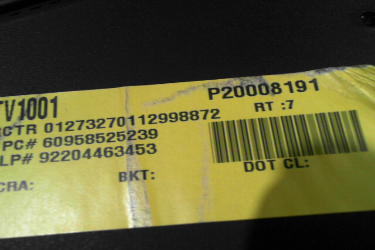 TV1001
P20008191
CTR 01273270112998872
RT :7
PC# 60958525239
LP# 92204463453
CRA:
BKT:
DOT CL: